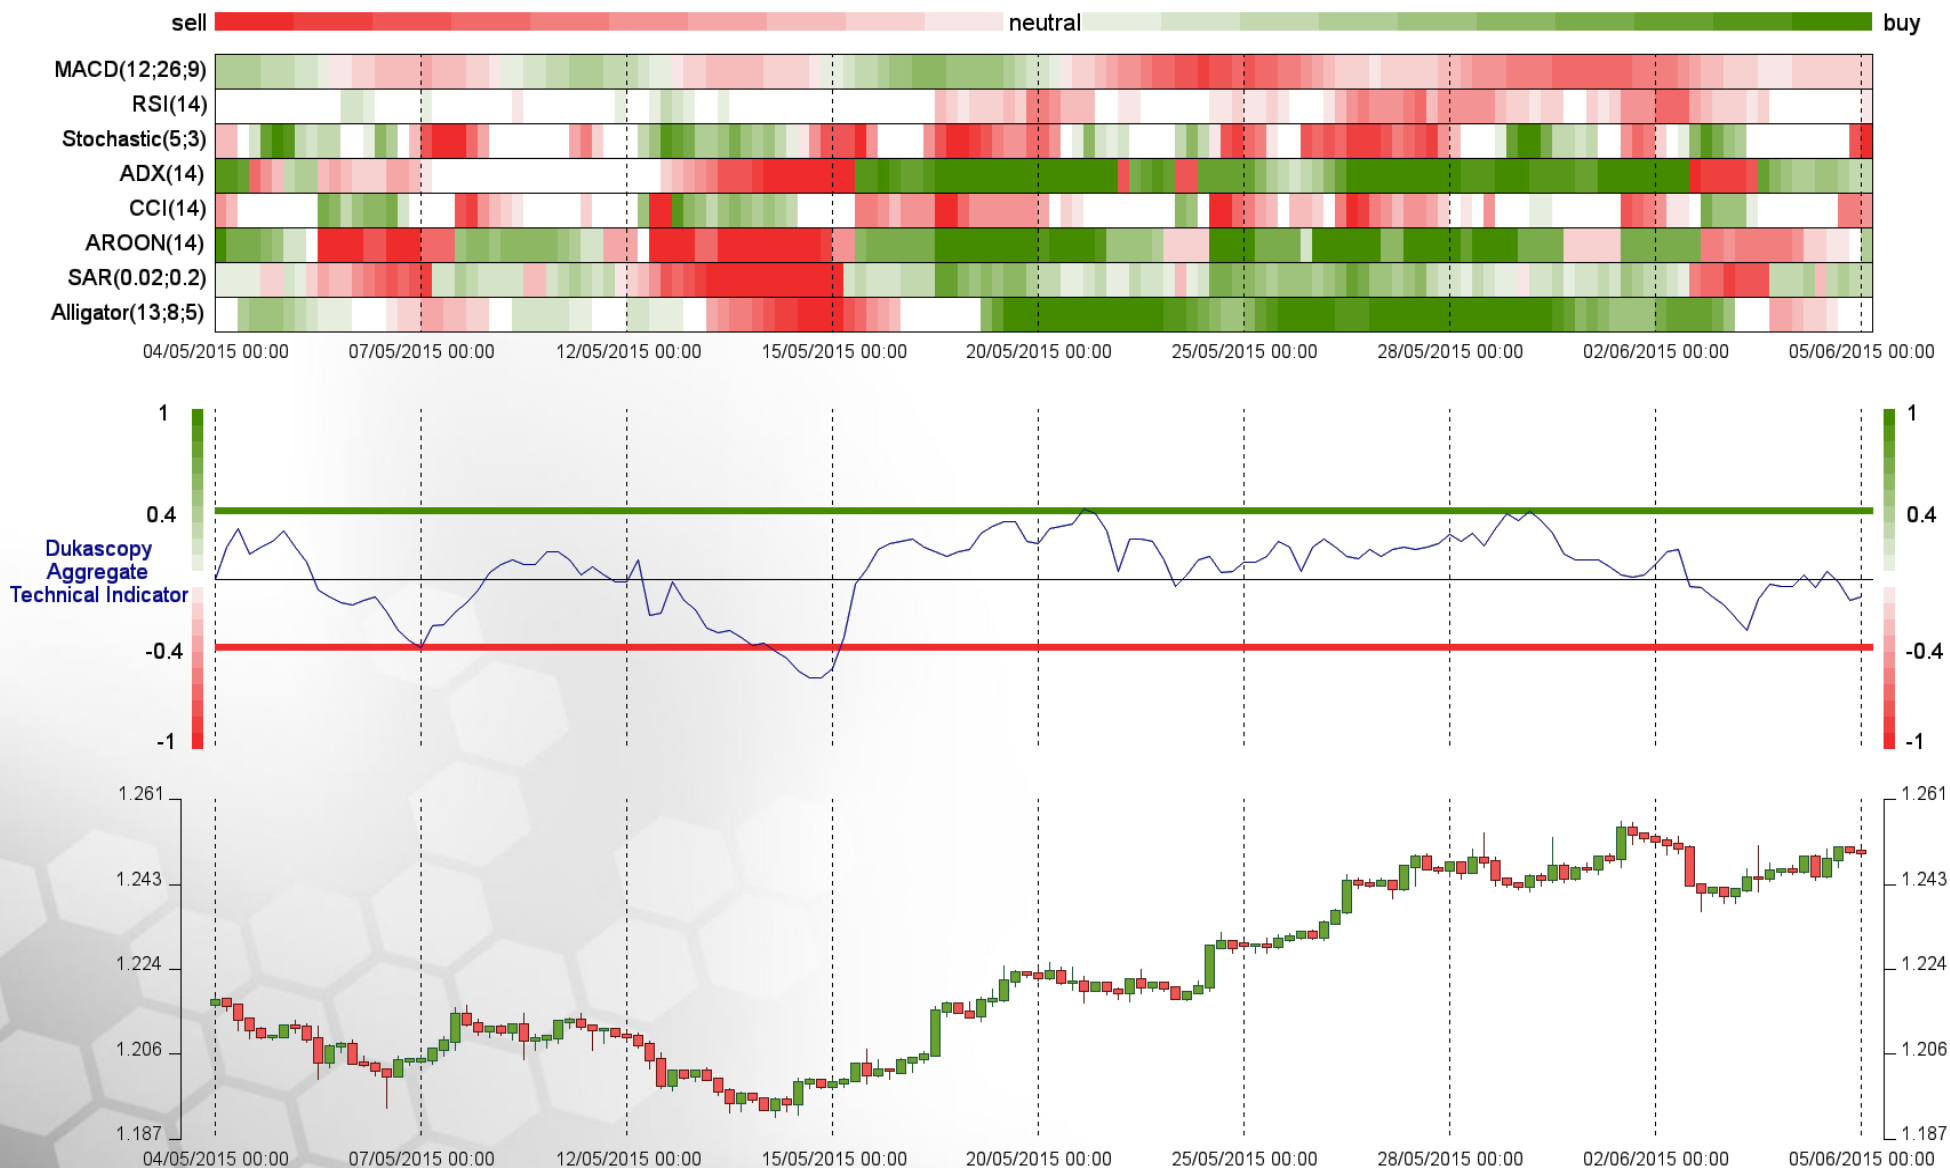 sell neutral buy
MACD(12;26;9)
RSI(14)
Stochastic(5;3)
ADX(14)
CCI(14)
AROON(14)
SAR(0.02;0.2)
Alligator(13;8;5)
04/05/2015 00:00 07/05/2015 00:00 12/05/2015 00:00 15/05/2015 00:00 20/05/2015 00:00 25/05/2015 00:00 28/05/2015 00:00 02/06/2015 00:00 05/06/2015 00:00
1 1
0.4 0.4
Dukascopy
Aggregate
Technical Indicator
-0.4 -0.4
-1 -1
1.261 1.261
1.243 1.243
1.224 1.224
1.206 1.206
1.187 1.187
04/05/2015 00:00 07/05/2015 00:00 12/05/2015 00:00 15/05/2015 00:00 20/05/2015 00:00 25/05/2015 00:00 28/05/2015 00:00 02/06/2015 00:00 05/06/2015 00:00